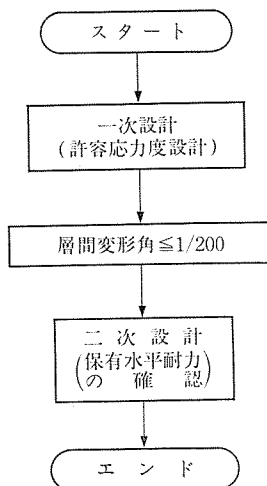 スタート
一次設計
(許容応力度設計)
層間変形角≦1/200
二次設計
(保有水平耐力
の確認)
エンド